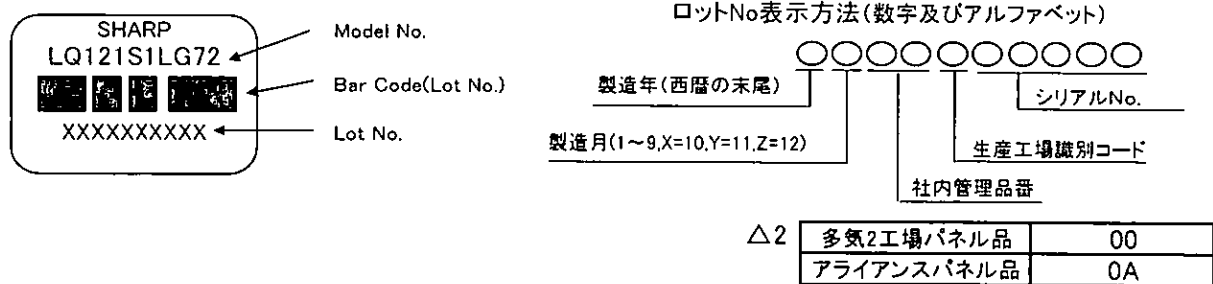 SHARP
LQ121S1LG72
XXXXXXXXXX
Model No.
Bar Code(Lot No.)
Lot No.
ロットNo表示方法(数字及びアルファベット)
○○○○○○○○○○
製造年(西暦の末尾)
シリアルNo.
製造月(1~9,X=10,Y=11,Z=12)
生産工場識別コード
社内管理品番
△2
多気2工場パネル品 00
アライアンスパネル品 0A